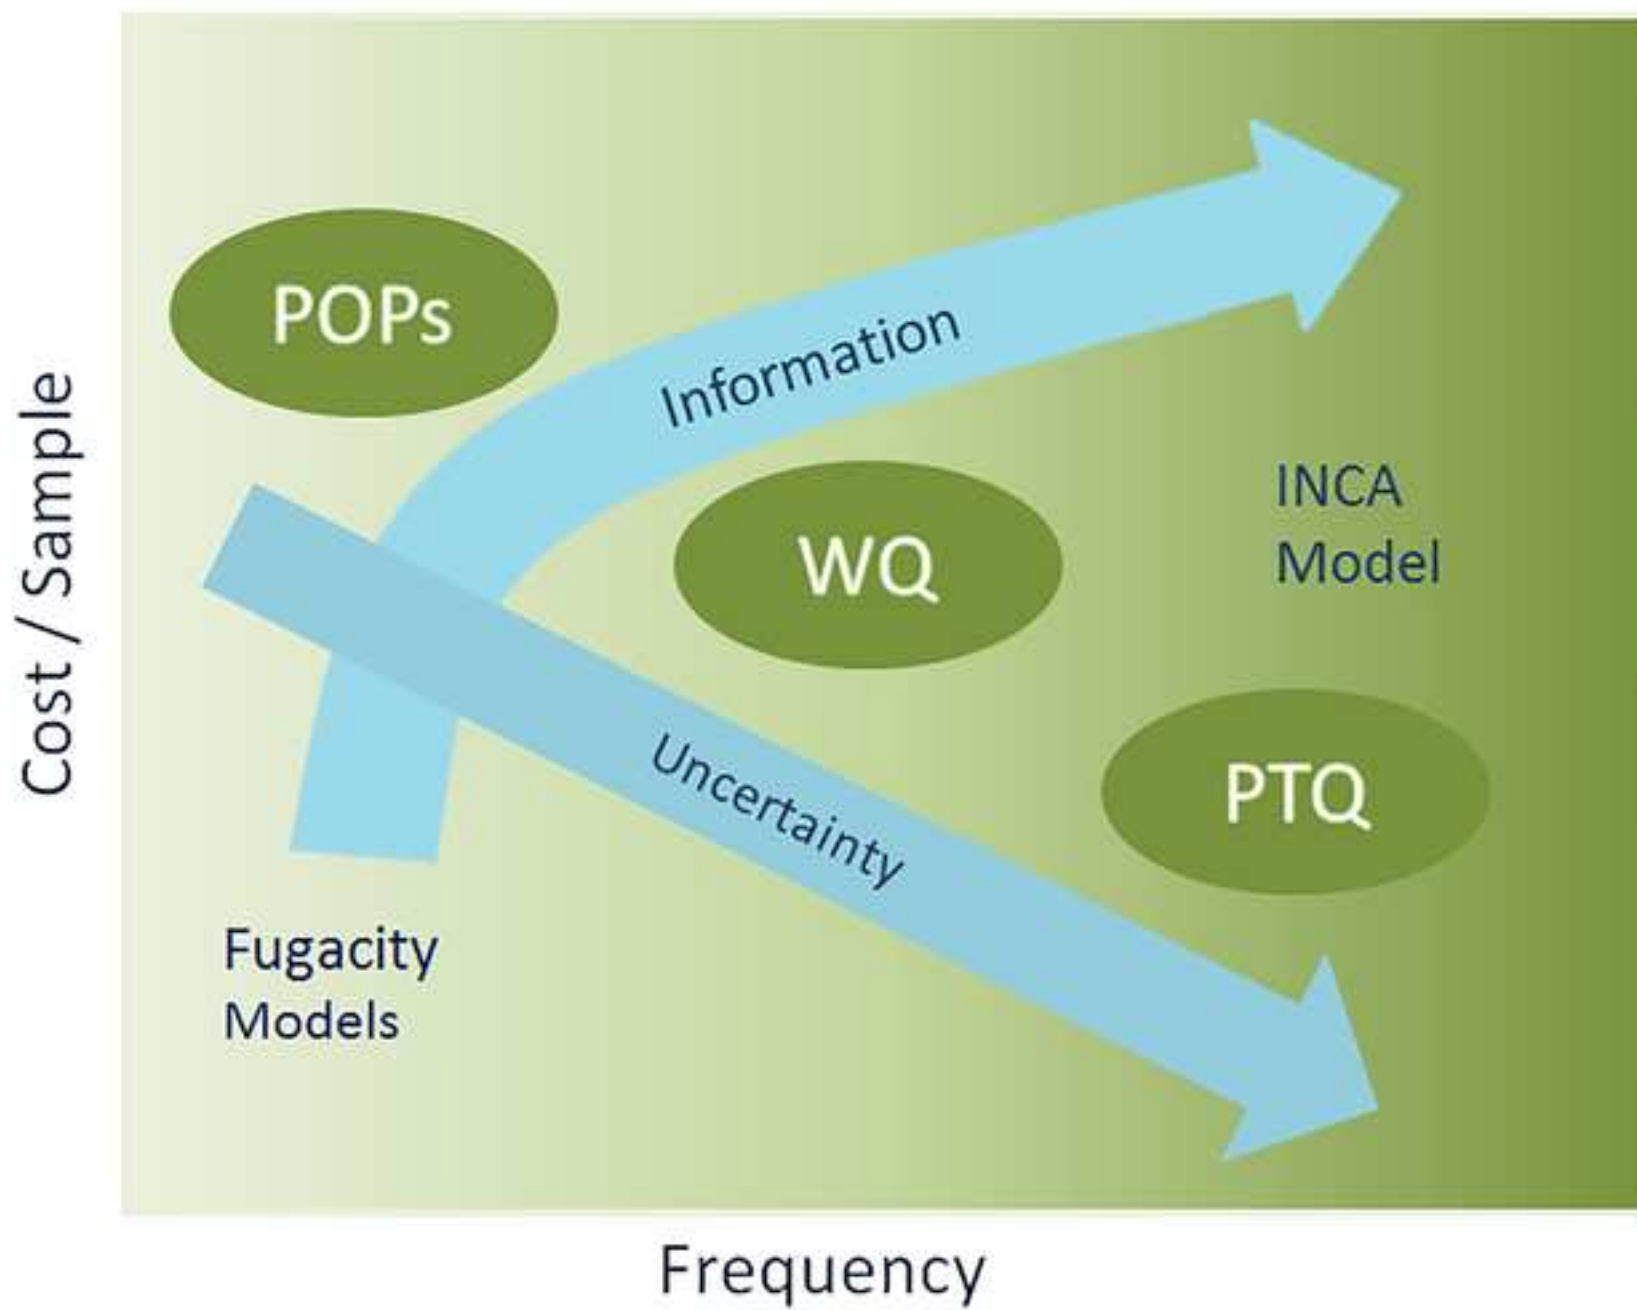 Cost / Sample
POPs
Information
WQ
INCA
Model
PTQ
Uncertainty
Fugacity
Models
Frequency